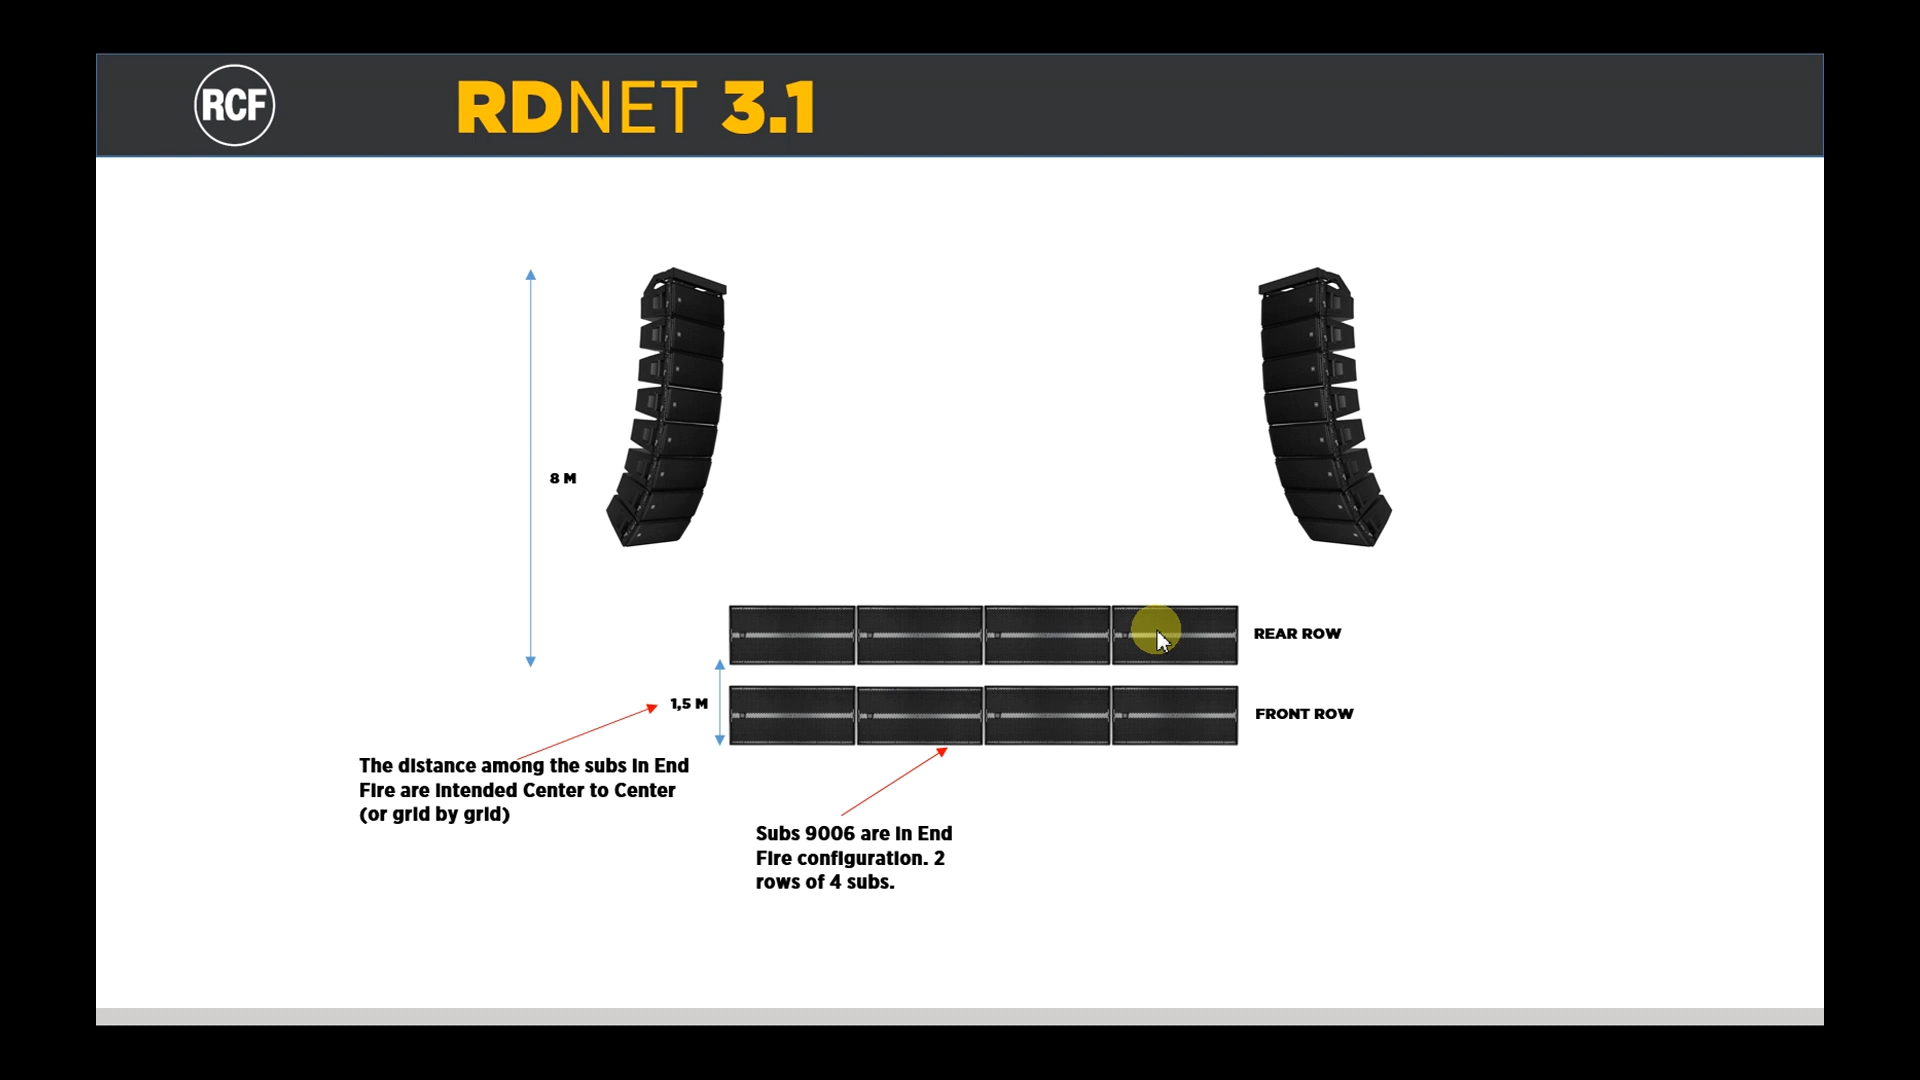 RCF
RDNET 3.1
8 M
REAR ROW
1,5 M
FRONT ROW
The distance among the subs in End
Fire are intended Center to Center
(or grid by grid)
Subs 9006 are in End
Fire configuration. 2
rows of 4 subs.